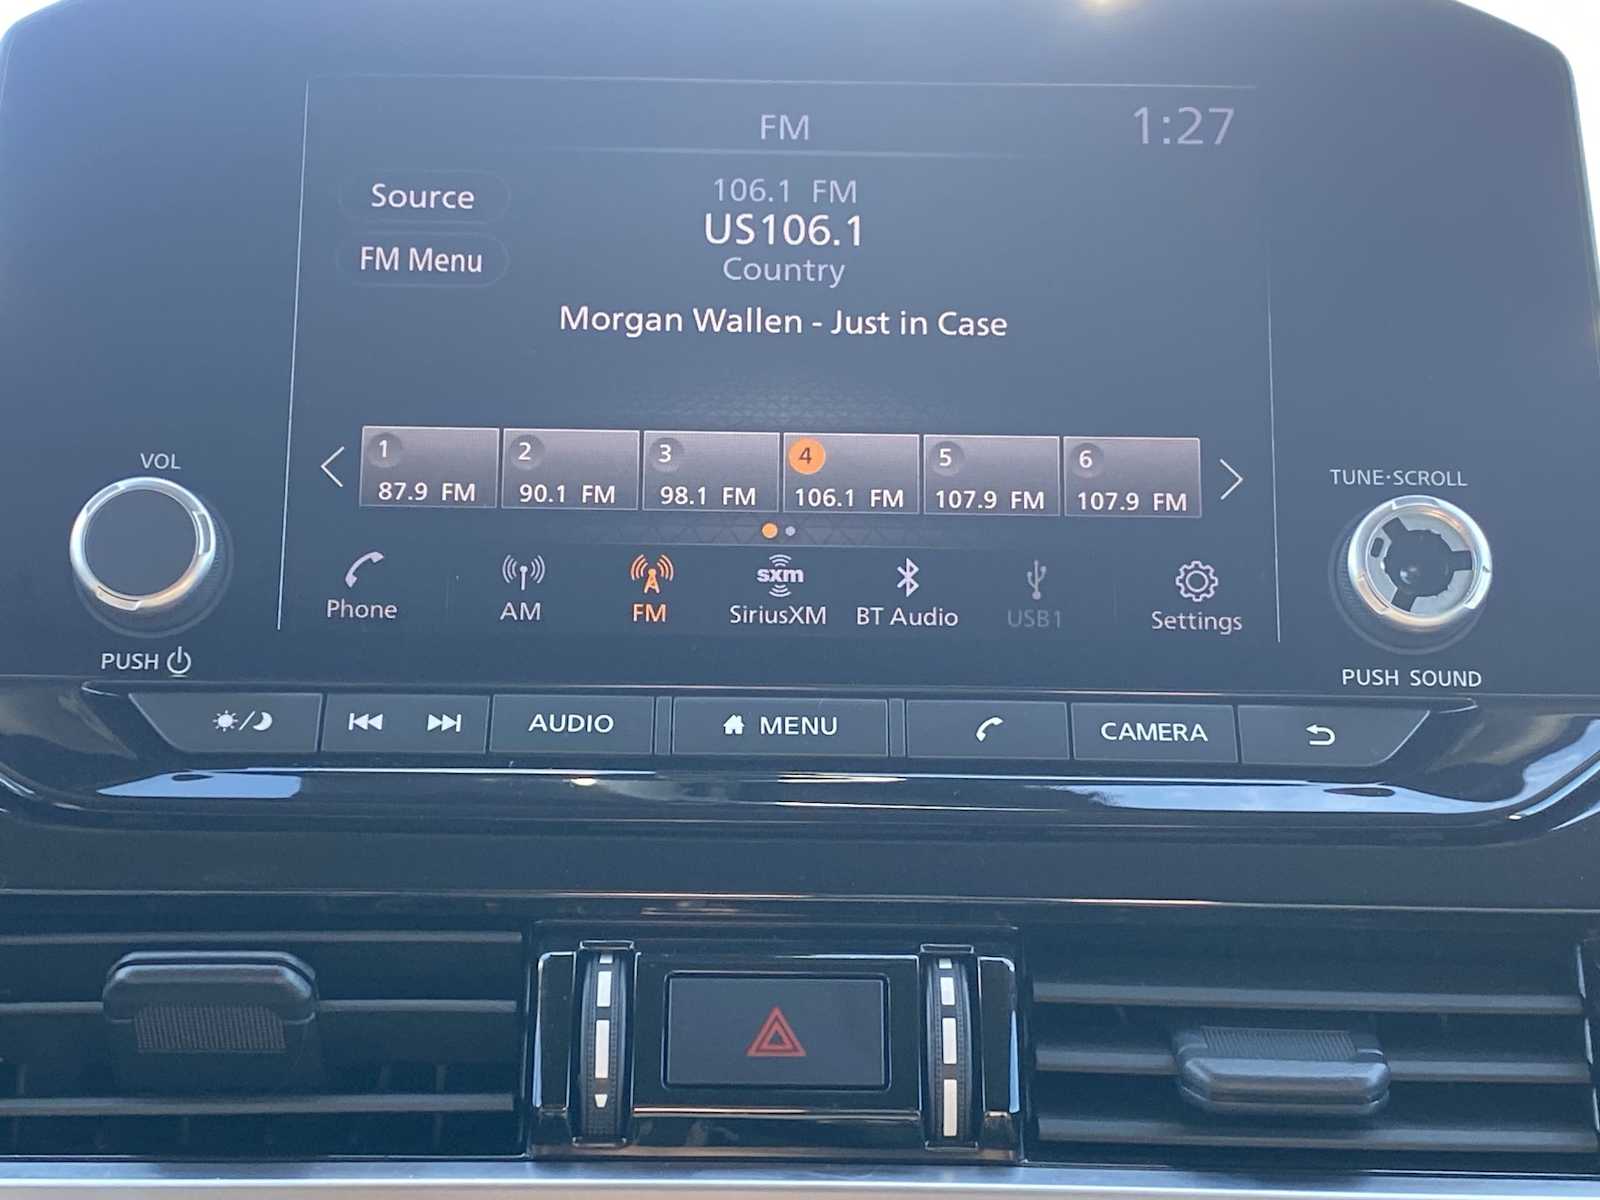 FM
1:27
Source
106.1 FM
US106.1
FM Menu
Country
Morgan Wallen - Just in Case
1
2
3
4
5
6
87.9 FM
90.1 FM
98.1 FM
106.1 FM
107.9 FM
107.9 FM
VOL
TUNE·SCROLL
Phone
AM
FM
sxm
SiriusXM
BT Audio
USB1
Settings
PUSH
PUSH SOUND
AUDIO
MENU
CAMERA